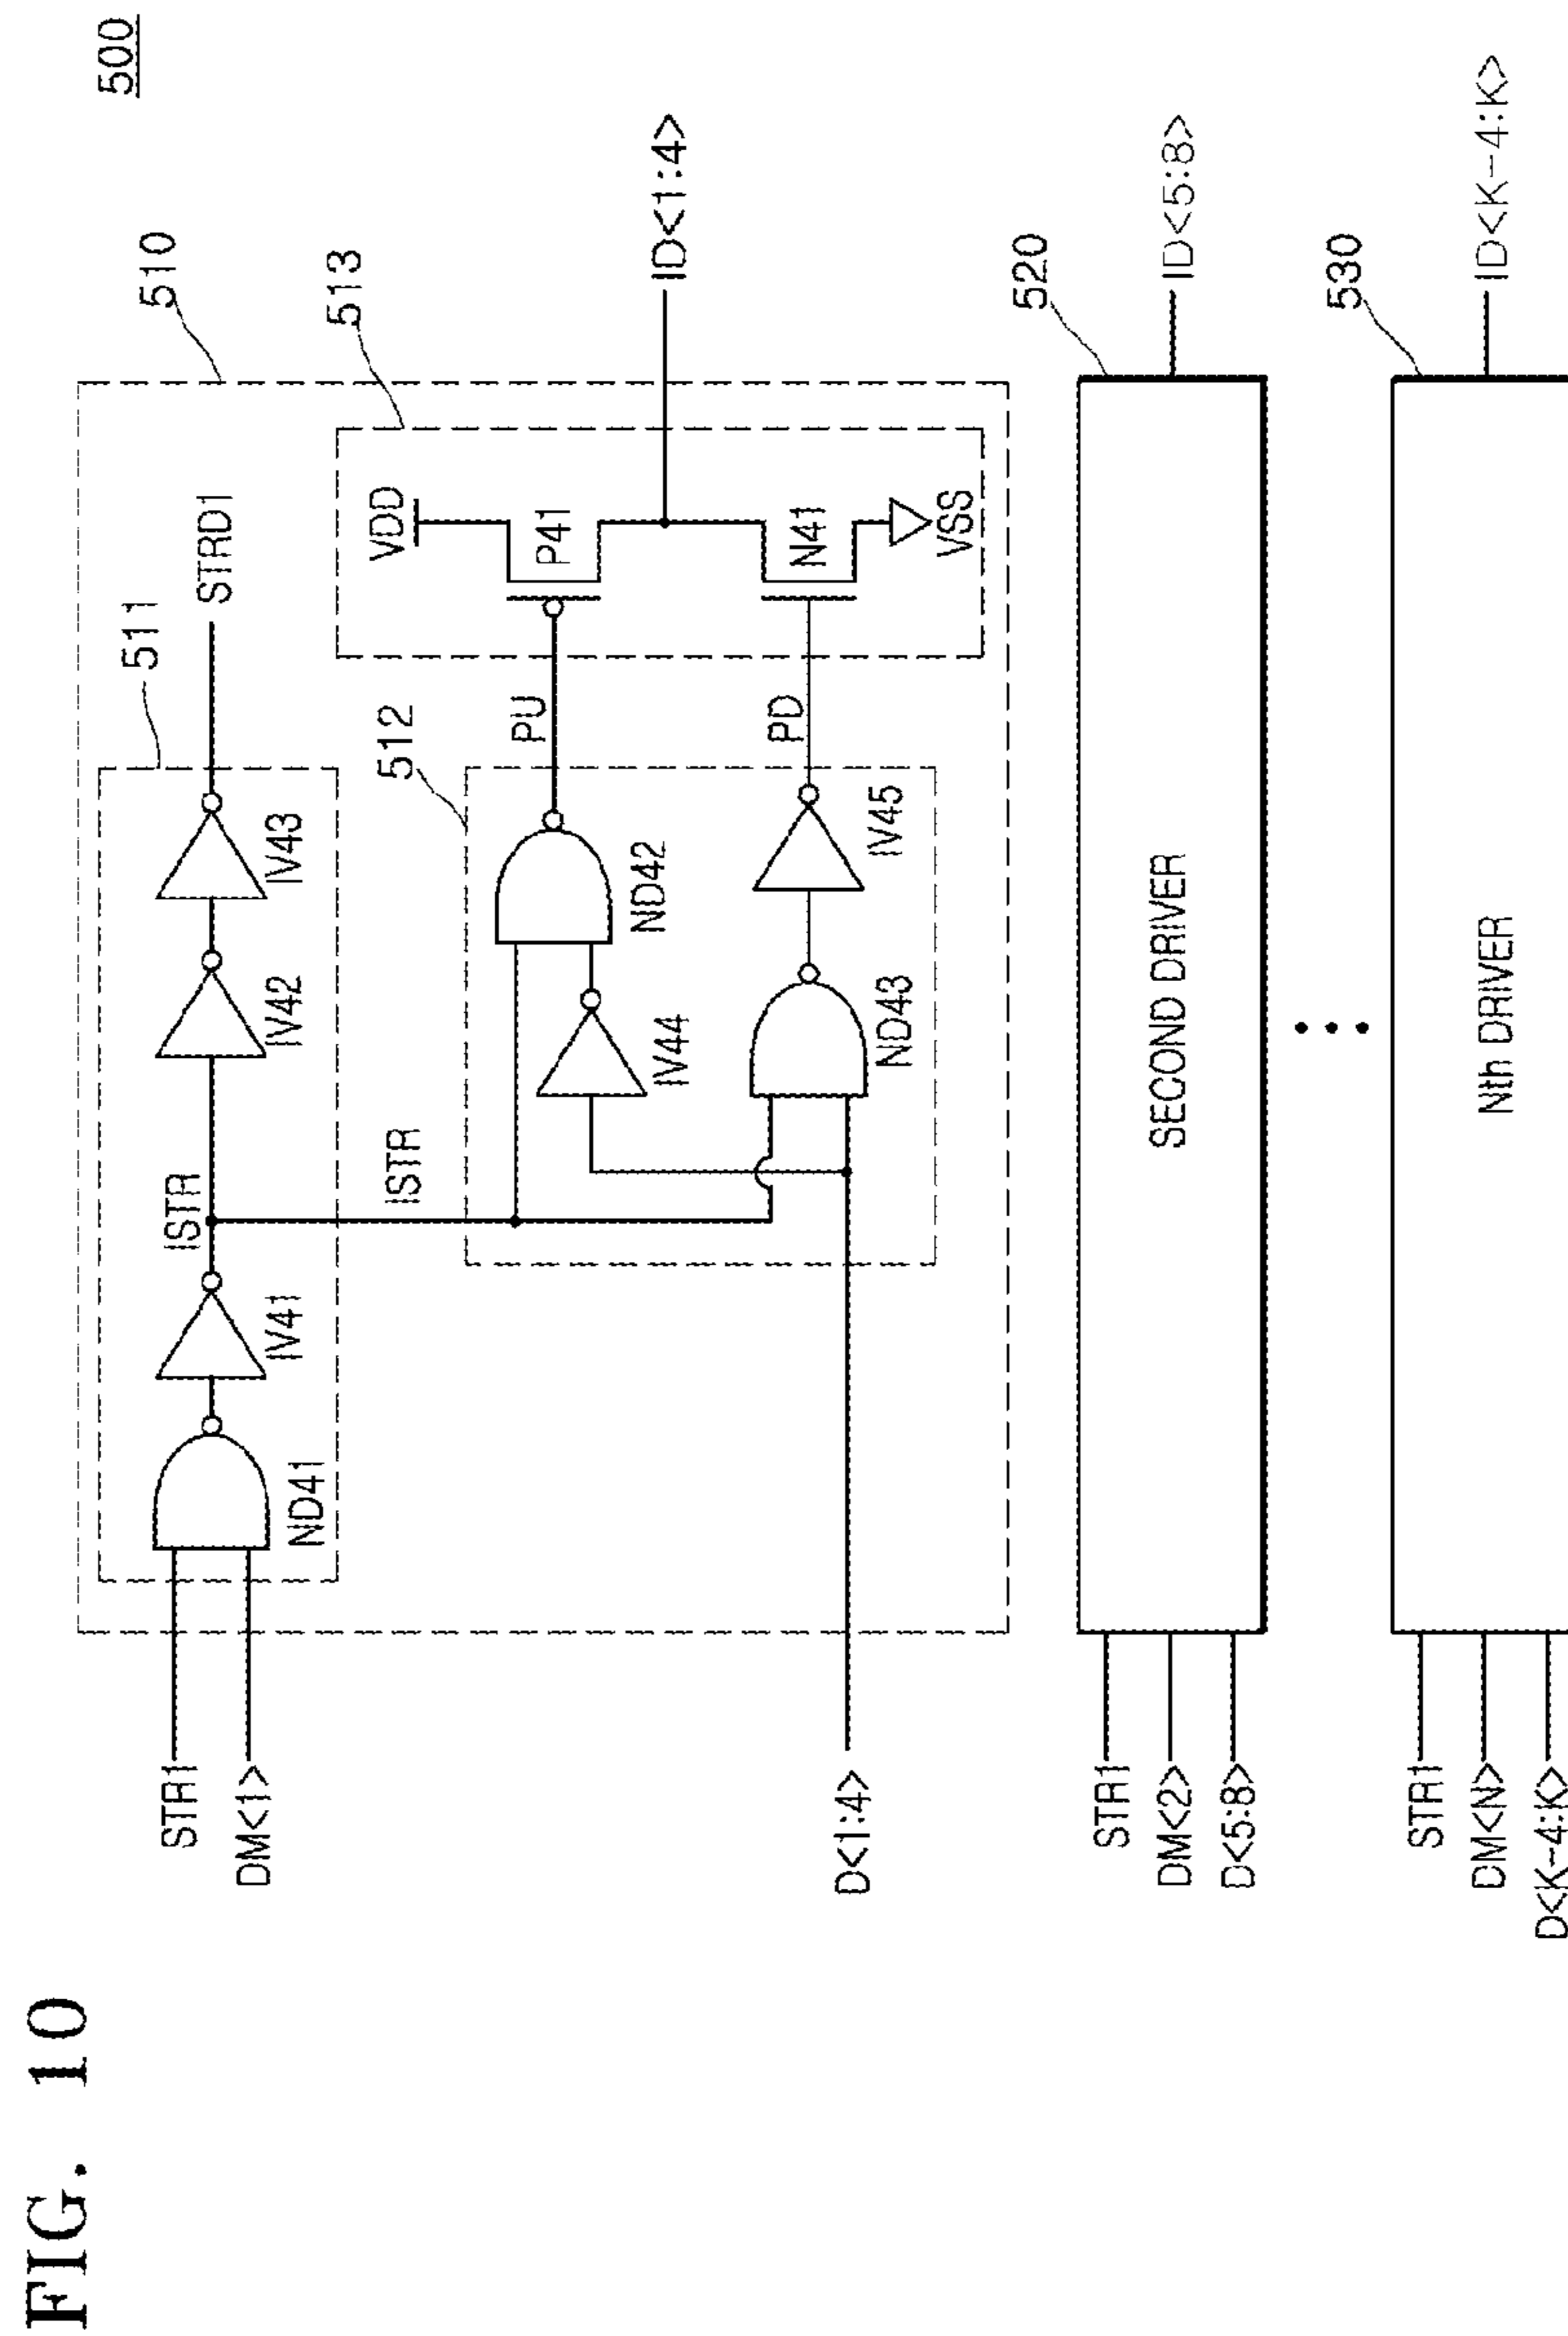 FIG. 10
500
510
511
STRD1
STR1
DM<1>
ND41
IV41
ISTR
IV42
IV43
513
VDD
P41
ISTR
512
PU
ND42
IV44
ID<1:4>
N41
VSS
PD
IV45
ND43
D<1:4>
520
STR1
DM<2>
D<5:8>
SECOND DRIVER
ID<5:8>
530
STR1
DM<N>
D<K-4:K>
Nth DRIVER
ID<K-4:K>